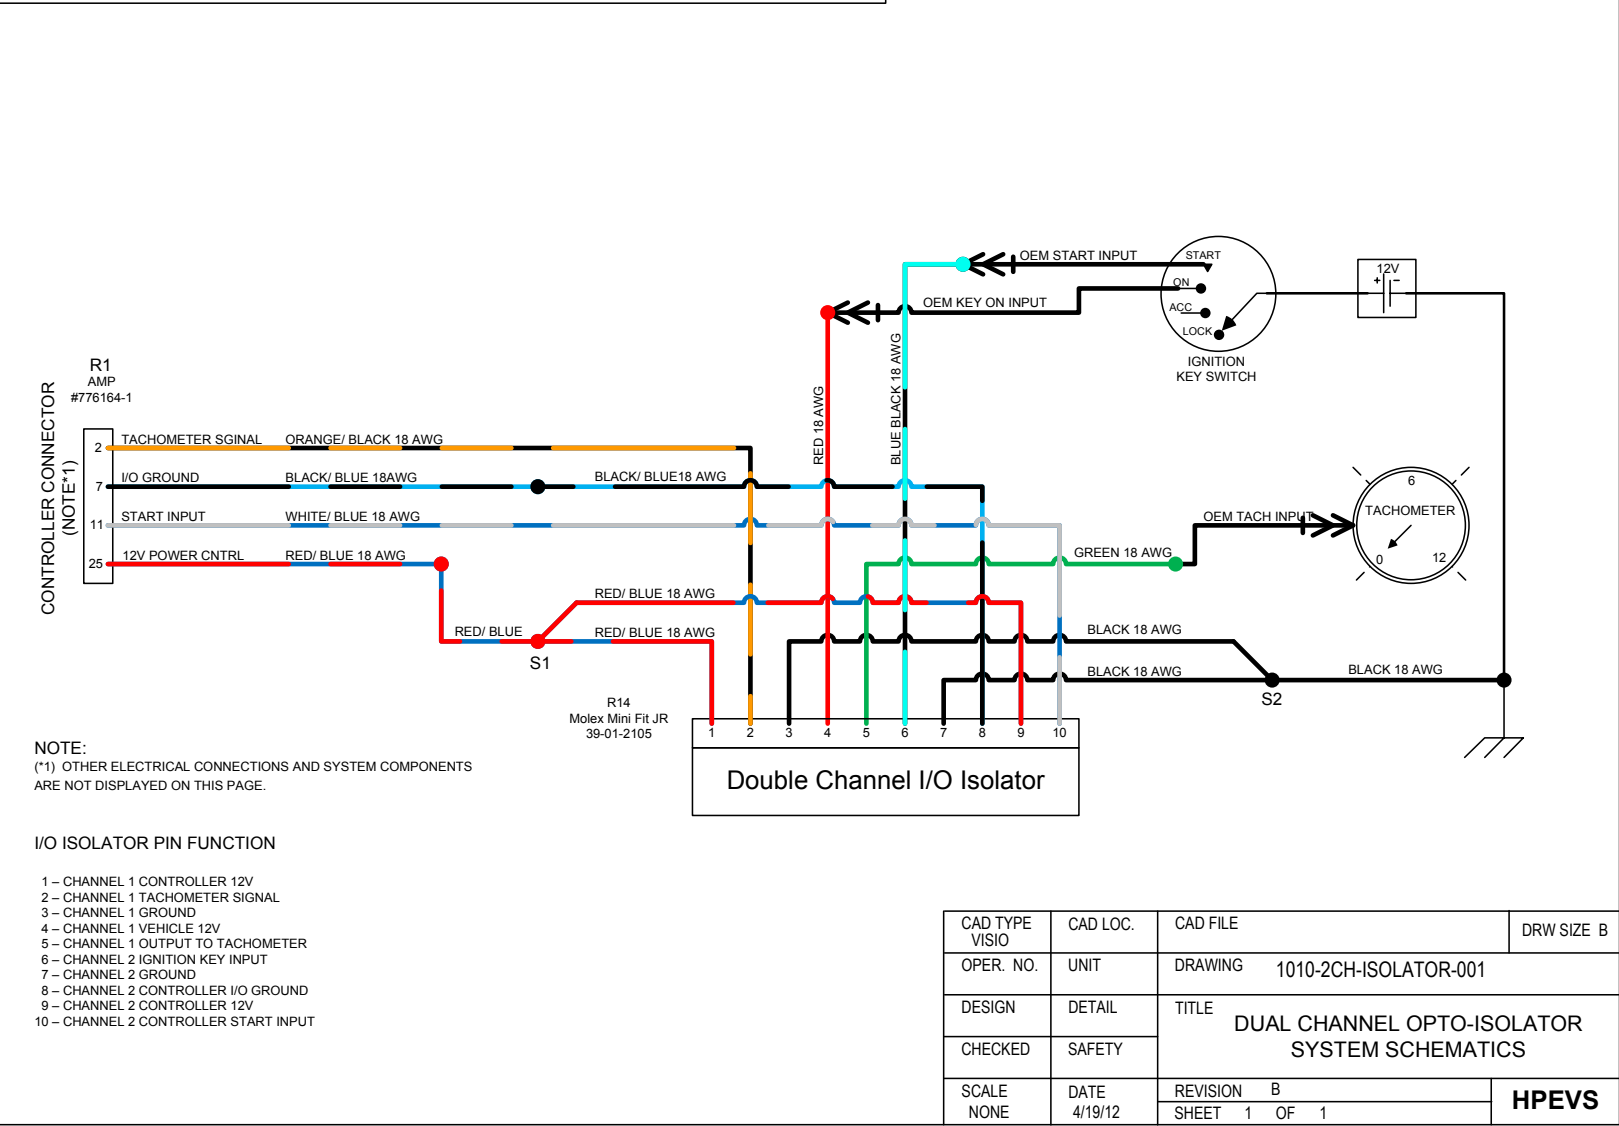 OEM START INPUT
START
12V
+ -
ON
OEM KEY ON INPUT
ACC
LOCK
IGNITION
KEY SWITCH
R1
AMP
#776164-1
CONTROLLER CONNECTOR
(NOTE*1)
RED 18 AWG
BLUE BLACK 18 AWG
2
TACHOMETER SGINAL
ORANGE/ BLACK 18 AWG
7
I/O GROUND
BLACK/ BLUE 18AWG
BLACK/ BLUE18 AWG
11
START INPUT
WHITE/ BLUE 18 AWG
25
12V POWER CNTRL
RED/ BLUE 18 AWG
6
TACHOMETER
0
12
OEM TACH INPUT
GREEN 18 AWG
RED/ BLUE 18 AWG
RED/ BLUE
RED/ BLUE 18 AWG
S1
BLACK 18 AWG
BLACK 18 AWG
BLACK 18 AWG
S2
R14
Molex Mini Fit JR
39-01-2105
1 2 3 4 5 6 7 8 9 10
Double Channel I/O Isolator
NOTE:
(*1) OTHER ELECTRICAL CONNECTIONS AND SYSTEM COMPONENTS
ARE NOT DISPLAYED ON THIS PAGE.
I/O ISOLATOR PIN FUNCTION
1 – CHANNEL 1 CONTROLLER 12V
2 – CHANNEL 1 TACHOMETER SIGNAL
3 – CHANNEL 1 GROUND
4 – CHANNEL 1 VEHICLE 12V
5 – CHANNEL 1 OUTPUT TO TACHOMETER
6 – CHANNEL 2 IGNITION KEY INPUT
7 – CHANNEL 2 GROUND
8 – CHANNEL 2 CONTROLLER I/O GROUND
9 – CHANNEL 2 CONTROLLER 12V
10 – CHANNEL 2 CONTROLLER START INPUT
CAD TYPE
VISIO
CAD LOC.
CAD FILE
DRW SIZE B
OPER. NO.
UNIT
DRAWING 1010-2CH-ISOLATOR-001
DESIGN
DETAIL
TITLE
DUAL CHANNEL OPTO-ISOLATOR
SYSTEM SCHEMATICS
CHECKED
SAFETY
SCALE
NONE
DATE
4/19/12
REVISION B
SHEET 1 OF 1
HPEVS